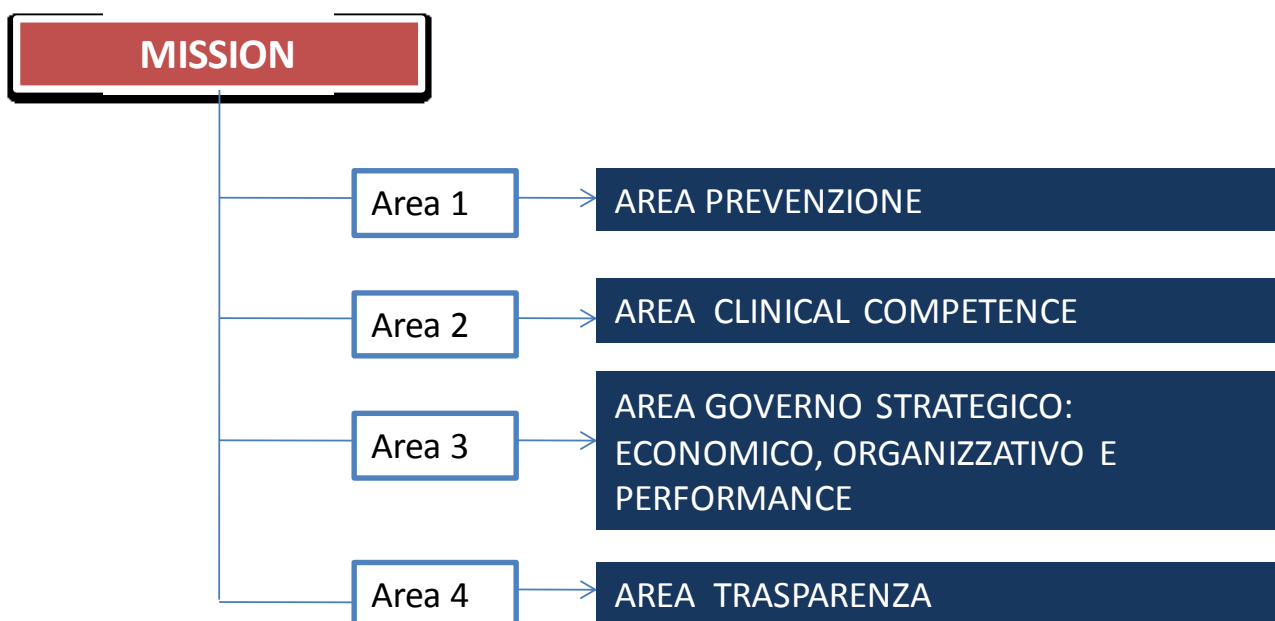 MISSION
Area 1
AREA PREVENZIONE
Area 2
AREA CLINICAL COMPETENCE
Area 3
AREA GOVERNO STRATEGICO:
ECONOMICO, ORGANIZZATIVO E
PERFORMANCE
Area 4
AREA TRASPARENZA